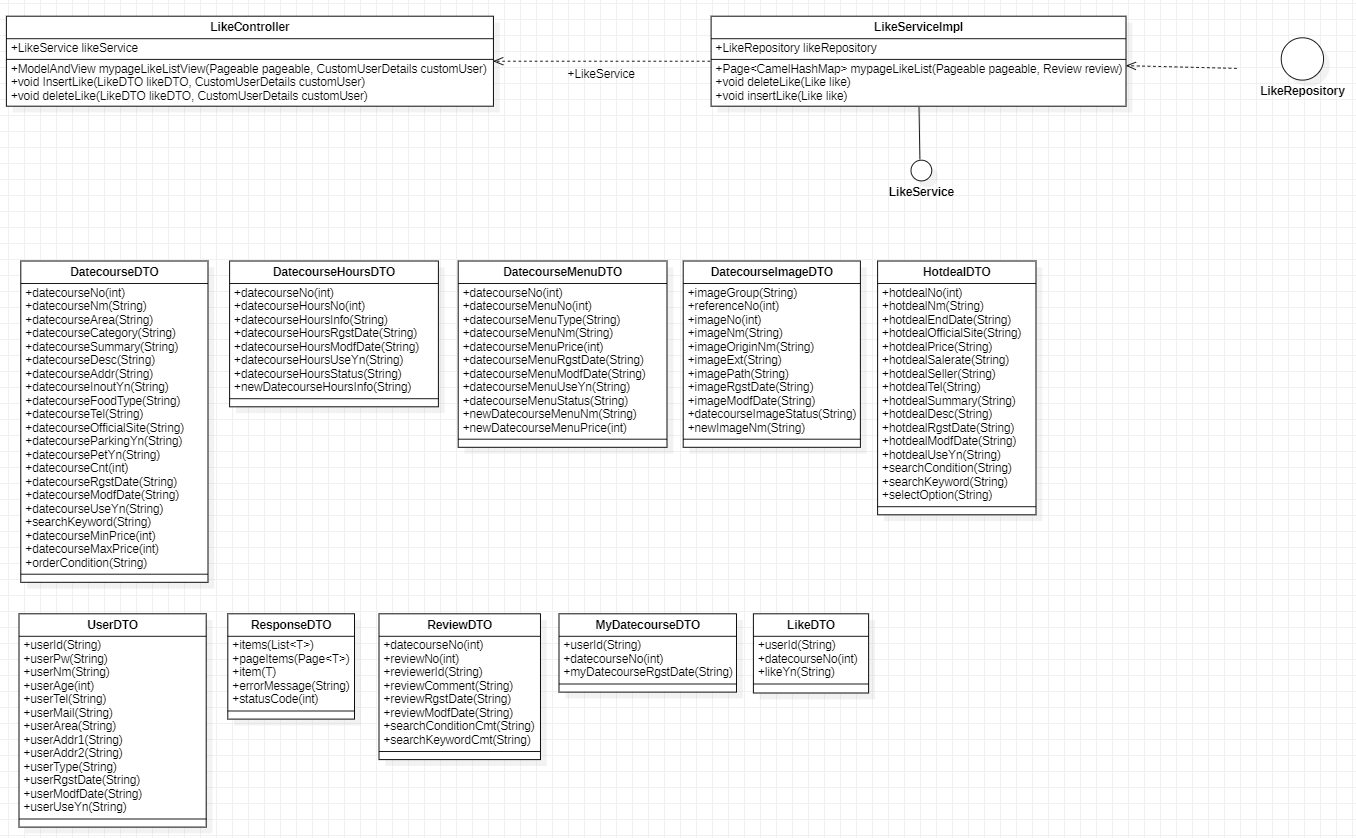 LikeController
+LikeService likeService
+ModelAndView mypageLikeListView(Pageable pageable, CustomUserDetails customUser)
+void InsertLike(LikeDTO likeDTO, CustomUserDetails customUser)
+void deleteLike(LikeDTO likeDTO, CustomUserDetails customUser)
+LikeService
LikeServiceImpl
+LikeRepository likeRepository
+Page<CamelHashMap> mypageLikeList(Pageable pageable, Review review)
+void deleteLike(Like like)
+void insertLike(Like like)
LikeRepository
LikeService
DatecourseDTO
+datecourseNo(int)
+datecourseNm(String)
+datecourseArea(String)
+datecourseCategory(String)
+datecourseSummary(String)
+datecourseDesc(String)
+datecourseAddr(String)
+datecourseInoutYn(String)
+datecourseFoodType(String)
+datecourseTel(String)
+datecourseOfficialSite(String)
+datecourseParkingYn(String)
+datecoursePetYn(String)
+datecourseCnt(int)
+datecourseRgstDate(String)
+datecourseModfDate(String)
+datecourseUseYn(String)
+searchKeyword(String)
+datecourseMinPrice(int)
+datecourseMaxPrice(int)
+orderCondition(String)
DatecourseHoursDTO
+datecourseNo(int)
+datecourseHoursNo(int)
+datecourseHoursInfo(String)
+datecourseHoursRgstDate(String)
+datecourseHoursModfDate(String)
+datecourseHoursUseYn(String)
+datecourseHoursStatus(String)
+newDatecourseHoursInfo(String)
DatecourseMenuDTO
+datecourseNo(int)
+datecourseMenuNo(int)
+datecourseMenuType(String)
+datecourseMenuNm(String)
+datecourseMenuPrice(int)
+datecourseMenuRgstDate(String)
+datecourseMenuModfDate(String)
+datecourseMenuUseYn(String)
+datecourseMenuStatus(String)
+newDatecourseMenuNm(String)
+newDatecourseMenuPrice(int)
DatecourseImageDTO
+imageGroup(String)
+referenceNo(int)
+imageNo(int)
+imageNm(String)
+imageOriginNm(String)
+imageExt(String)
+imagePath(String)
+imageRgstDate(String)
+imageModfDate(String)
+datecourseImageStatus(String)
+newImageNm(String)
HotdealDTO
+hotdealNo(int)
+hotdealNm(String)
+hotdealEndDate(String)
+hotdealOfficialSite(String)
+hotdealPrice(String)
+hotdealSalerate(String)
+hotdealSeller(String)
+hotdealTel(String)
+hotdealSummary(String)
+hotdealDesc(String)
+hotdealRgstDate(String)
+hotdealModfDate(String)
+hotdealUseYn(String)
+searchCondition(String)
+searchKeyword(String)
+selectOption(String)
UserDTO
+userId(String)
+userPw(String)
+userNm(String)
+userAge(int)
+userTel(String)
+userMail(String)
+userArea(String)
+userAddr1(String)
+userAddr2(String)
+userType(String)
+userRgstDate(String)
+userModfDate(String)
+userUseYn(String)
ResponseDTO
+items(List<T>)
+pageItems(Page<T>)
+item(T)
+errorMessage(String)
+statusCode(int)
ReviewDTO
+datecourseNo(int)
+reviewNo(int)
+reviewerId(String)
+reviewComment(String)
+reviewRgstDate(String)
+reviewModfDate(String)
+searchConditionCmt(String)
+searchKeywordCmt(String)
MyDatecourseDTO
+userId(String)
+datecourseNo(int)
+myDatecourseRgstDate(String)
LikeDTO
+userId(String)
+datecourseNo(int)
+likeYn(String)